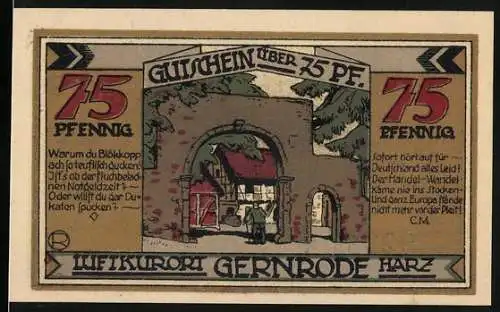 GUTSCHEIN ÜBER 75 PF.
75
PFENNIG
Warum du Blökkopp
ach so teuflisch gucken?
Ist's ob der fluchbelade-
nen Notgeldzeit? -
Oder willst du gar Du-
katen spucken? -
75
PFENNIG
sofort hört auf für
Deutschland alles Leid!
Der Handel-Wandel
käme nie ins Stocken-
Und ganz Europa stände
nicht mehr vor der Pleit!
C.M.
R
LUFTKURORT GERNRODE HARZ